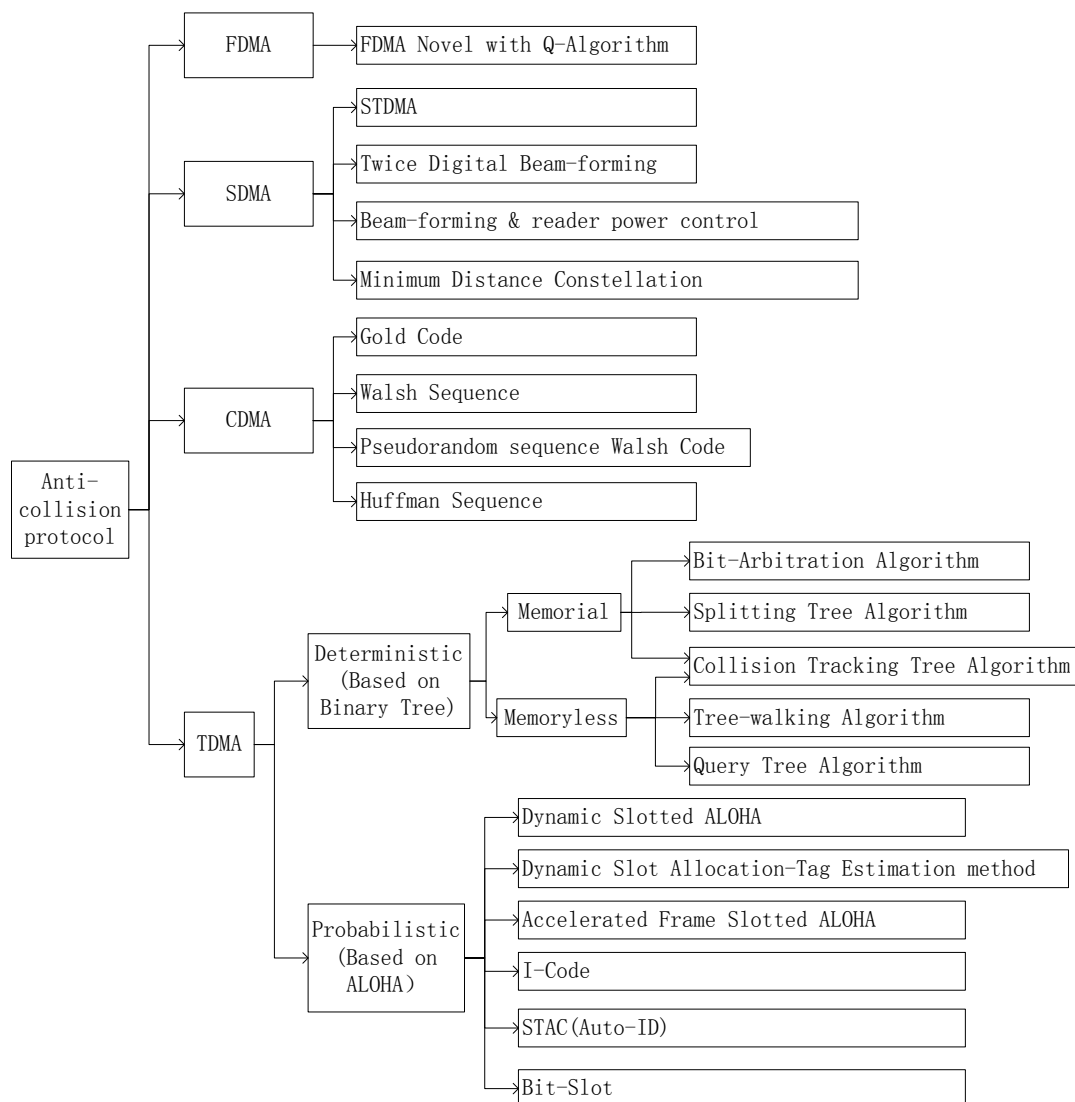 FDMA
FDMA Novel with Q-Algorithm
STDMA
Twice Digital Beam-forming
SDMA
Beam-forming & reader power control
Minimum Distance Constellation
Gold Code
Walsh Sequence
CDMA
Pseudorandom sequence Walsh Code
Huffman Sequence
Anti-
collision
protocol
Bit-Arbitration Algorithm
Memorial
Splitting Tree Algorithm
Deterministic
(Based on
Binary Tree)
Collision Tracking Tree Algorithm
Memoryless
Tree-walking Algorithm
TDMA
Query Tree Algorithm
Dynamic Slotted ALOHA
Dynamic Slot Allocation-Tag Estimation method
Accelerated Frame Slotted ALOHA
Probabilistic
(Based on
ALOHA)
I-Code
STAC(Auto-ID)
Bit-Slot